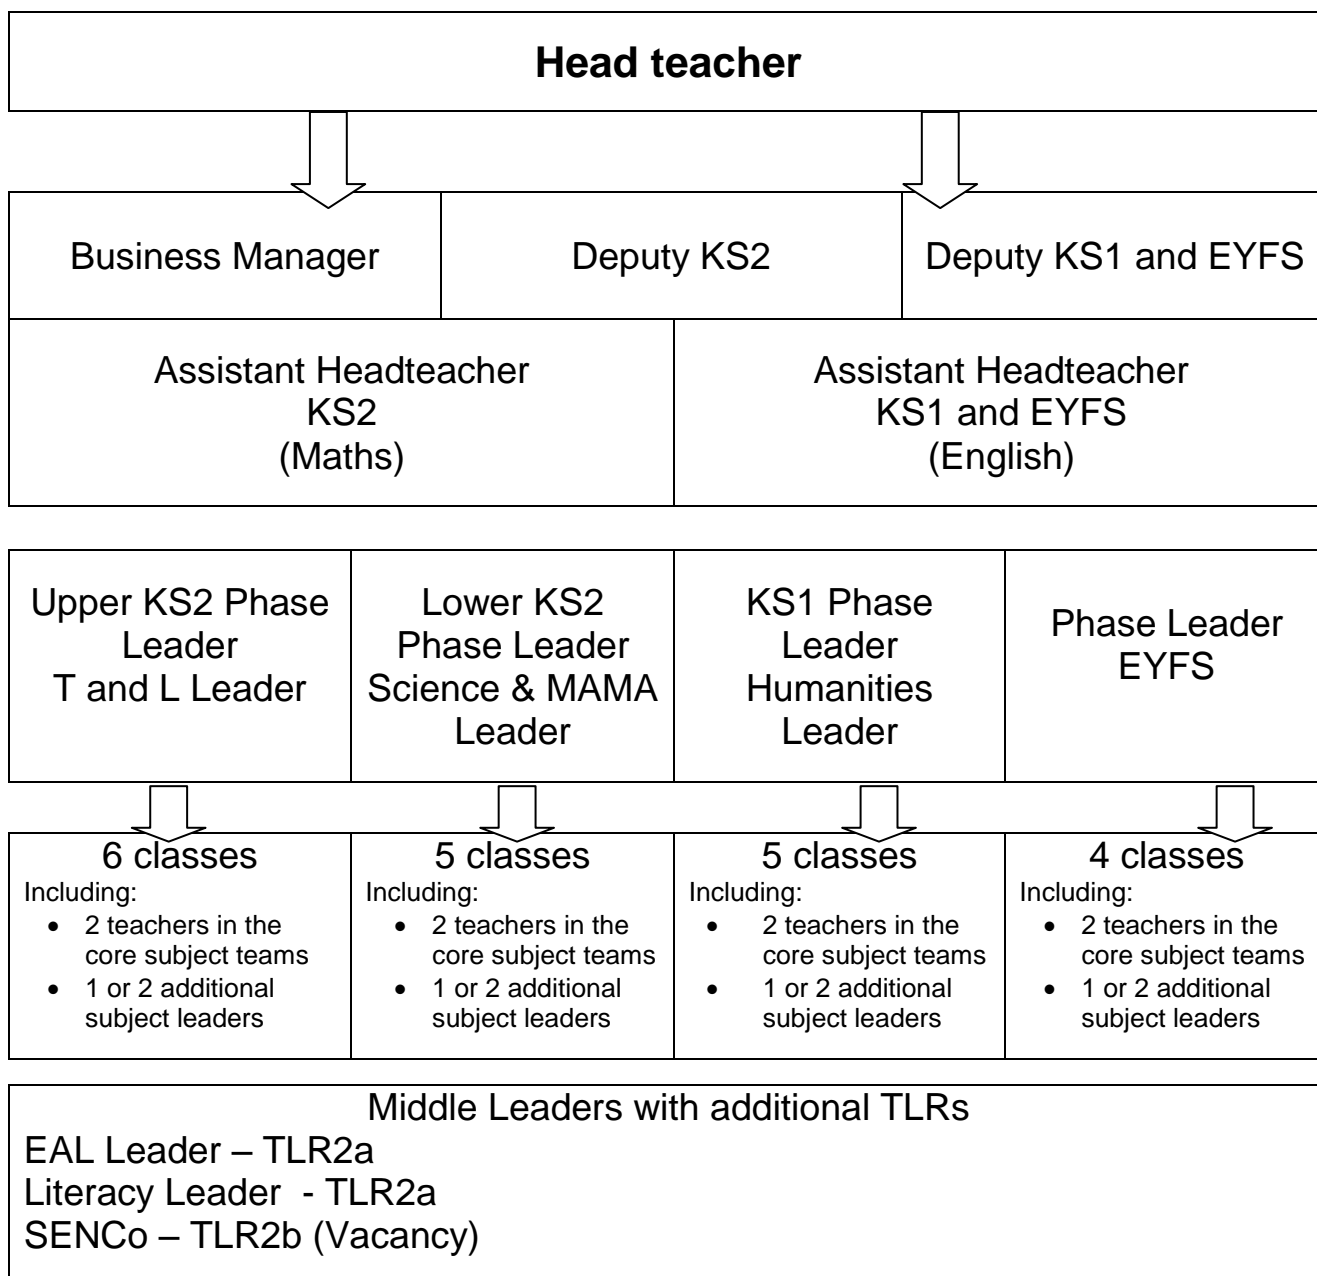 Head teacher
Business Manager
Deputy KS2
Deputy KS1 and EYFS
Assistant Headteacher
KS2
(Maths)
Assistant Headteacher
KS1 and EYFS
(English)
Upper KS2 Phase
Leader
T and L Leader
Lower KS2
Phase Leader
Science & MAMA
Leader
KS1 Phase
Leader
Humanities
Leader
Phase Leader
EYFS
6 classes
Including:
• 2 teachers in the
core subject teams
• 1 or 2 additional
subject leaders
5 classes
Including:
• 2 teachers in the
core subject teams
• 1 or 2 additional
subject leaders
5 classes
Including:
• 2 teachers in the
core subject teams
• 1 or 2 additional
subject leaders
4 classes
Including:
• 2 teachers in the
core subject teams
• 1 or 2 additional
subject leaders
Middle Leaders with additional TLRs
EAL Leader – TLR2a
Literacy Leader - TLR2a
SENCo – TLR2b (Vacancy)